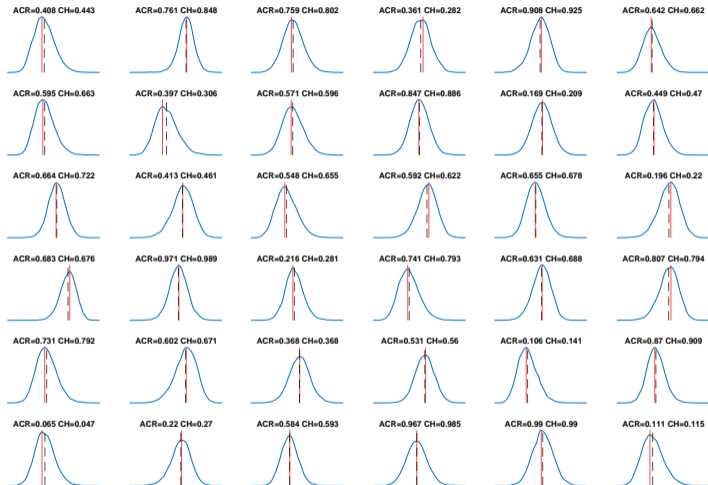 ACR=0.408 CH=0.443
ACR=0.761 CH=0.848
ACR=0.759 CH=0.802
ACR=0.361 CH=0.282
ACR=0.908 CH=0.925
ACR=0.642 CH=0.662
ACR=0.595 CH=0.663
ACR=0.397 CH=0.306
ACR=0.571 CH=0.596
ACR=0.847 CH=0.886
ACR=0.169 CH=0.209
ACR=0.449 CH=0.47
ACR=0.664 CH=0.722
ACR=0.413 CH=0.461
ACR=0.548 CH=0.655
ACR=0.592 CH=0.622
ACR=0.655 CH=0.678
ACR=0.196 CH=0.22
ACR=0.683 CH=0.676
ACR=0.971 CH=0.989
ACR=0.216 CH=0.281
ACR=0.741 CH=0.793
ACR=0.631 CH=0.688
ACR=0.807 CH=0.794
ACR=0.731 CH=0.792
ACR=0.602 CH=0.671
ACR=0.368 CH=0.368
ACR=0.531 CH=0.56
ACR=0.106 CH=0.141
ACR=0.87 CH=0.909
ACR=0.065 CH=0.047
ACR=0.22 CH=0.27
ACR=0.584 CH=0.593
ACR=0.967 CH=0.985
ACR=0.99 CH=0.99
ACR=0.111 CH=0.115